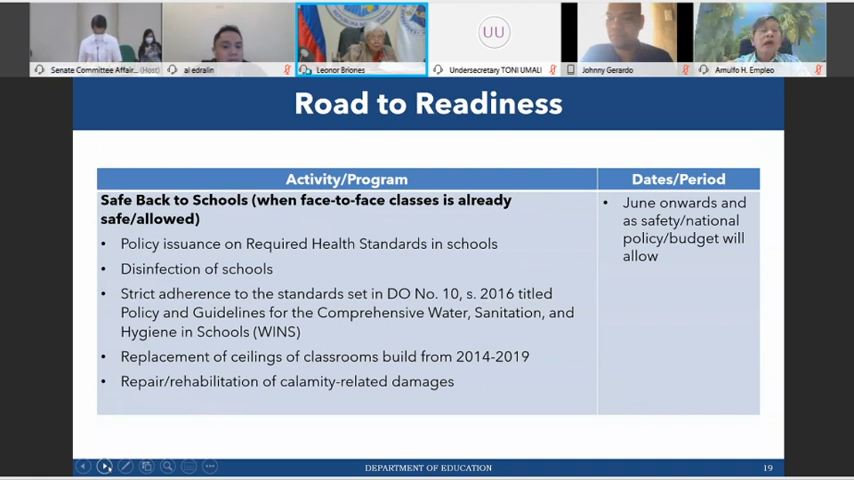 UU
Senate Committee Affair... (Host)
al edralin
Leonor Briones
Undersecretary TONI UMALI
Johnny Gerardo
Arnulfo H. Empleo
Road to Readiness
Activity/Program
Dates/Period
Safe Back to Schools (when face-to-face classes is already
safe/allowed)
• Policy issuance on Required Health Standards in schools
• Disinfection of schools
• Strict adherence to the standards set in DO No. 10, s. 2016 titled
Policy and Guidelines for the Comprehensive Water, Sanitation, and
Hygiene in Schools (WINS)
• Replacement of ceilings of classrooms build from 2014-2019
• Repair/rehabilitation of calamity-related damages
• June onwards and
as safety/national
policy/budget will
allow
DEPARTMENT OF EDUCATION
19